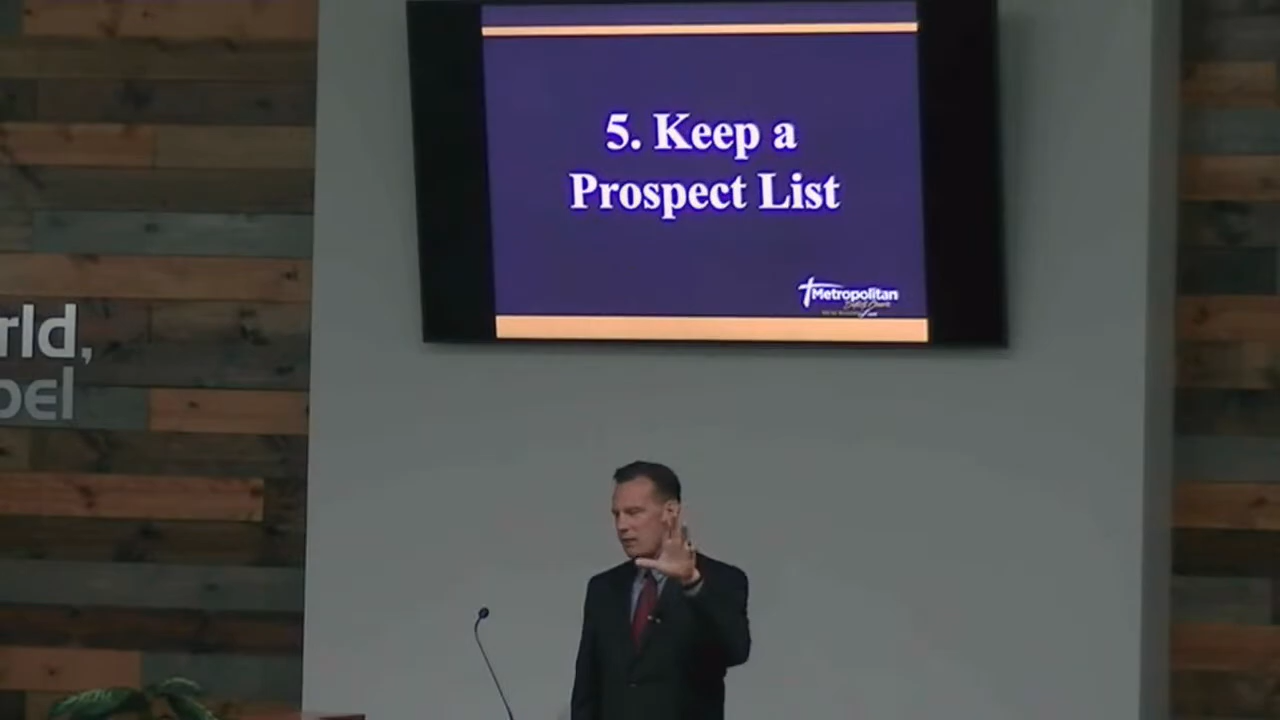 5. Keep a
Prospect List
Metropolitan
rld,
pel